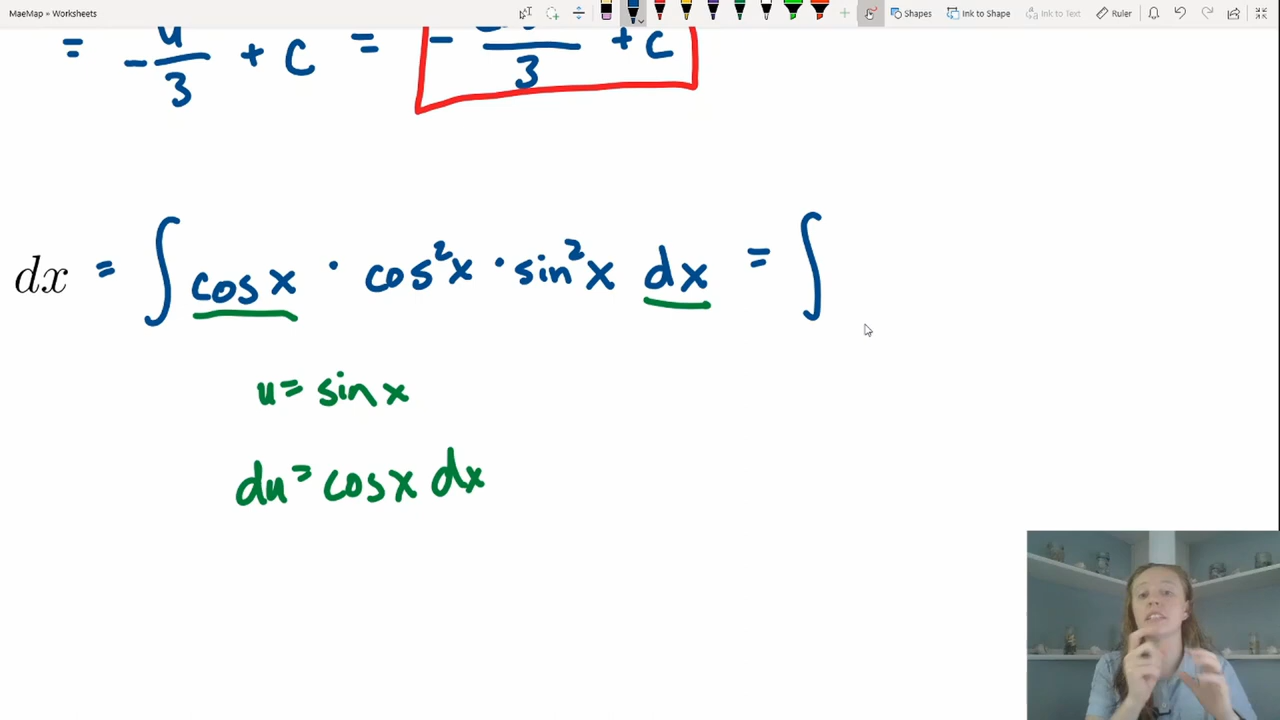 MaeMap » Worksheets
Shapes Ink to Shape Ink to Text Ruler
= - /3 + C = - /3 + C
dx = ∫ cos x · cos²x · sin²x dx = ∫
u = sin x
du = cos x dx